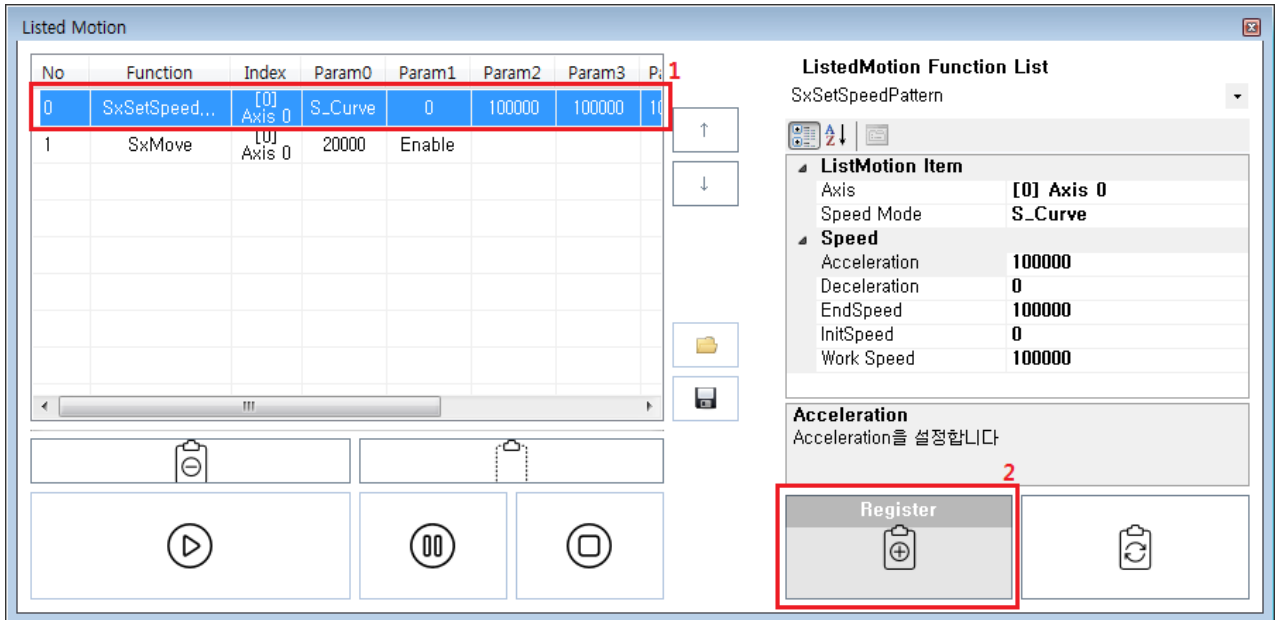 Listed Motion
No Function Index Param0 Param1 Param2 Param3 1
0 SxSetSpeed... [0] Axis 0 S_Curve 0 100000 100000 10
1 SxMove [0] Axis 0 20000 Enable
↑
↓
ListedMotion Function List
SxSetSpeedPattern
ListMotion Item
Axis [0] Axis 0
Speed Mode S_Curve
Speed
Acceleration 100000
Deceleration 0
EndSpeed 100000
InitSpeed 0
Work Speed 100000
Acceleration
Acceleration을 설정합니다
2
Register